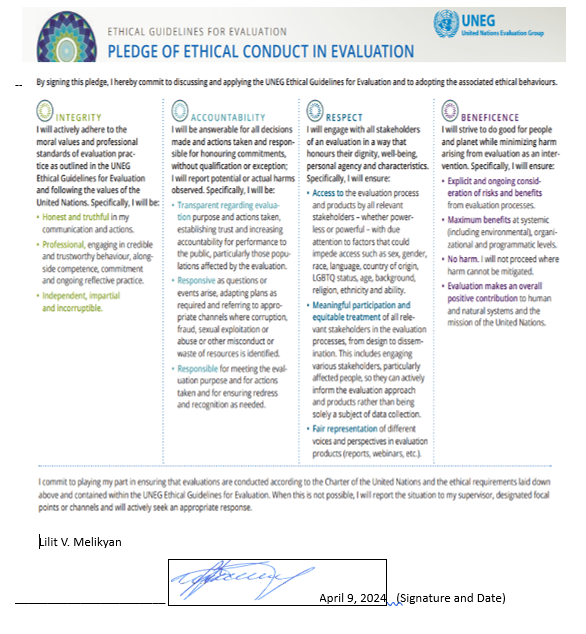 ETHICAL GUIDELINES FOR EVALUATION
PLEDGE OF ETHICAL CONDUCT IN EVALUATION
UNEG
United Nations Evaluation Group
By signing this pledge, I hereby commit to discussing and applying the UNEG Ethical Guidelines for Evaluation and to adopting the associated ethical behaviours.
INTEGRITY
I will actively adhere to the
moral values and professional
standards of evaluation prac-
tice as outlined in the UNEG
Ethical Guidelines for Evaluation
and following the values of the
United Nations. Specifically, I will be:
• Honest and truthful in my
communication and actions.
• Professional, engaging in credible
and trustworthy behaviour, along-
side competence, commitment
and ongoing reflective practice.
• Independent, impartial
and incorruptible.
ACCOUNTABILITY
I will be answerable for all decisions
made and actions taken and respon-
sible for honouring commitments,
without qualification or exception;
I will report potential or actual harms
observed. Specifically, I will be:
• Transparent regarding evalua-
tion purpose and actions taken,
establishing trust and increasing
accountability for performance to
the public, particularly those popu-
lations affected by the evaluation.
• Responsive as questions or
events arise, adapting plans as
required and referring to appro-
priate channels where corruption,
fraud, sexual exploitation or
abuse or other misconduct or
waste of resources is identified.
• Responsible for meeting the eval-
uation purpose and for actions
taken and for ensuring redress
and recognition as needed.
RESPECT
I will engage with all stakeholders
of an evaluation in a way that
honours their dignity, well-being,
personal agency and characteristics.
Specifically, I will ensure:
• Access to the evaluation process
and products by all relevant
stakeholders – whether power-
less or powerful – with due
attention to factors that could
impede access such as sex, gender,
race, language, country of origin,
LGBTQ status, age, background,
religion, ethnicity and ability.
• Meaningful participation and
equitable treatment of all rele-
vant stakeholders in the evaluation
processes, from design to dissem-
ination. This includes engaging
various stakeholders, particularly
affected people, so they can actively
inform the evaluation approach
and products rather than being
solely a subject of data collection.
• Fair representation of different
voices and perspectives in evaluation
products (reports, webinars, etc.).
BENEFICENCE
I will strive to do good for people
and planet while minimizing harm
arising from evaluation as an inter-
vention. Specifically, I will ensure:
• Explicit and ongoing consid-
eration of risks and benefits
from evaluation processes.
• Maximum benefits at systemic
(including environmental), organi-
zational and programmatic levels.
• No harm. I will not proceed where
harm cannot be mitigated.
• Evaluation makes an overall
positive contribution to human
and natural systems and the
mission of the United Nations.
I commit to playing my part in ensuring that evaluations are conducted according to the Charter of the United Nations and the ethical requirements laid down
above and contained within the UNEG Ethical Guidelines for Evaluation. When this is not possible, I will report the situation to my supervisor, designated focal
points or channels and will actively seek an appropriate response.
Lilit V. Melikyan
April 9, 2024 (Signature and Date)